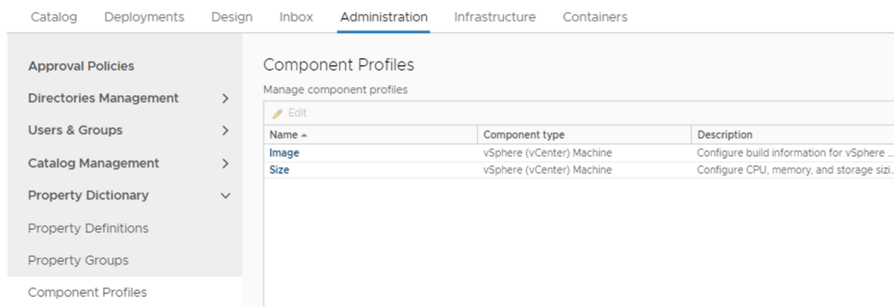 Catalog Deployments Design Inbox Administration Infrastructure Containers
Approval Policies
Directories Management
Users & Groups
Catalog Management
Property Dictionary
Property Definitions
Property Groups
Component Profiles
Component Profiles
Manage component profiles
Edit
Name Component type Description
Image vSphere (vCenter) Machine Configure build information for vSphere ...
Size vSphere (vCenter) Machine Configure CPU, memory, and storage sizi...